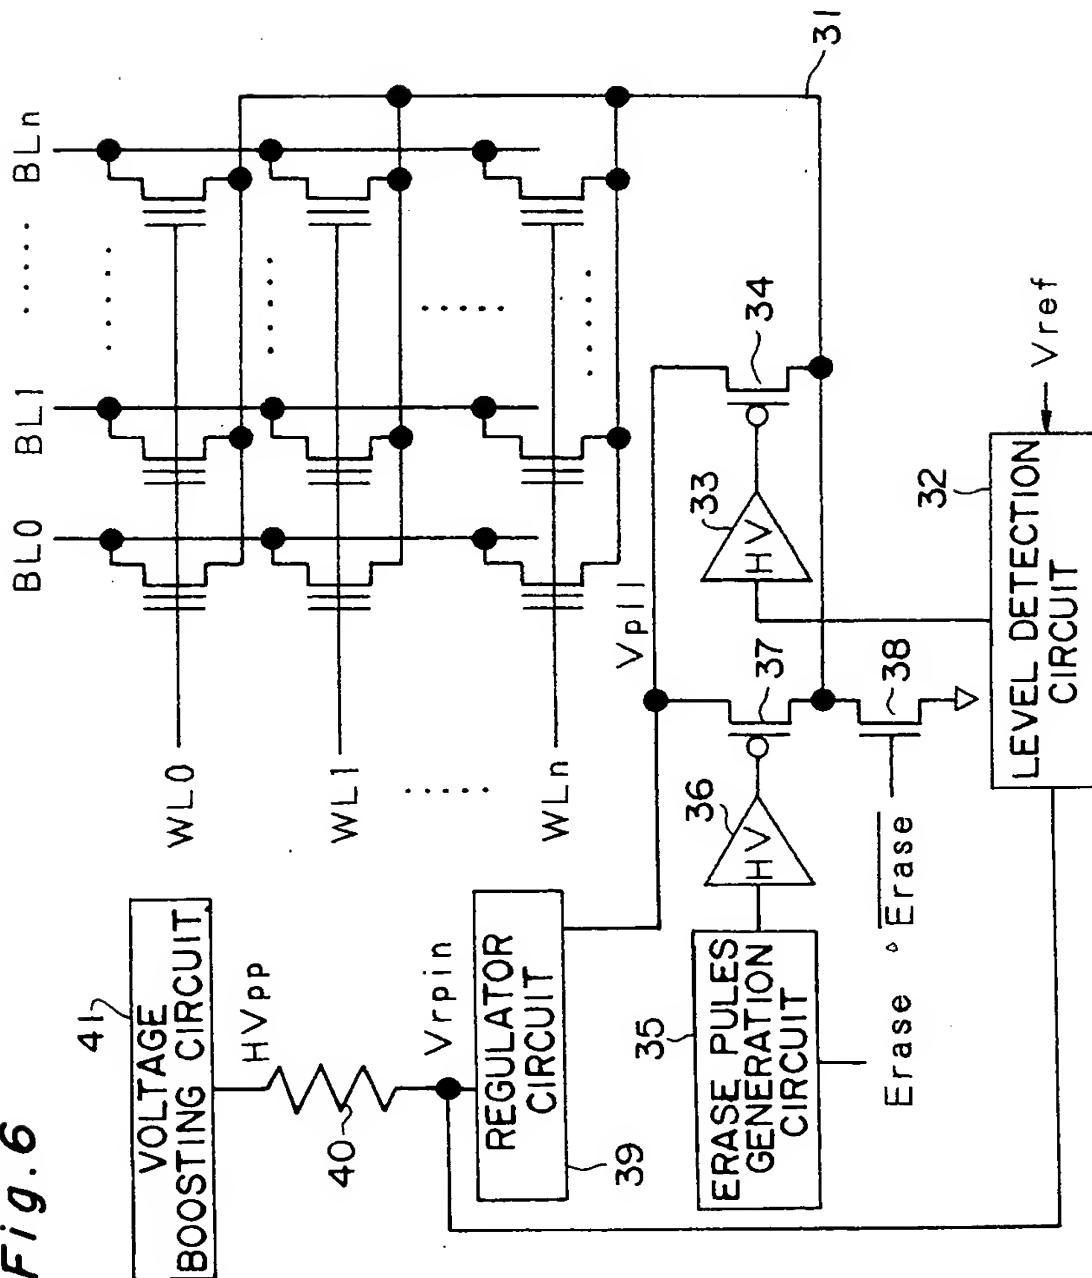 Fig. 6
41
VOLTAGE
BOOSTING CIRCUIT
HVpp
40
Vrpin
REGULATOR
CIRCUIT
39
BL0
BL1
.....
BLn
WL0
WL1
.....
WLn
Vpl1
31
35
ERASE PULES
GENERATION
CIRCUIT
36
HV
37
33
HV
34
38
Erase
Erase
32
LEVEL DETECTION
CIRCUIT
Vref